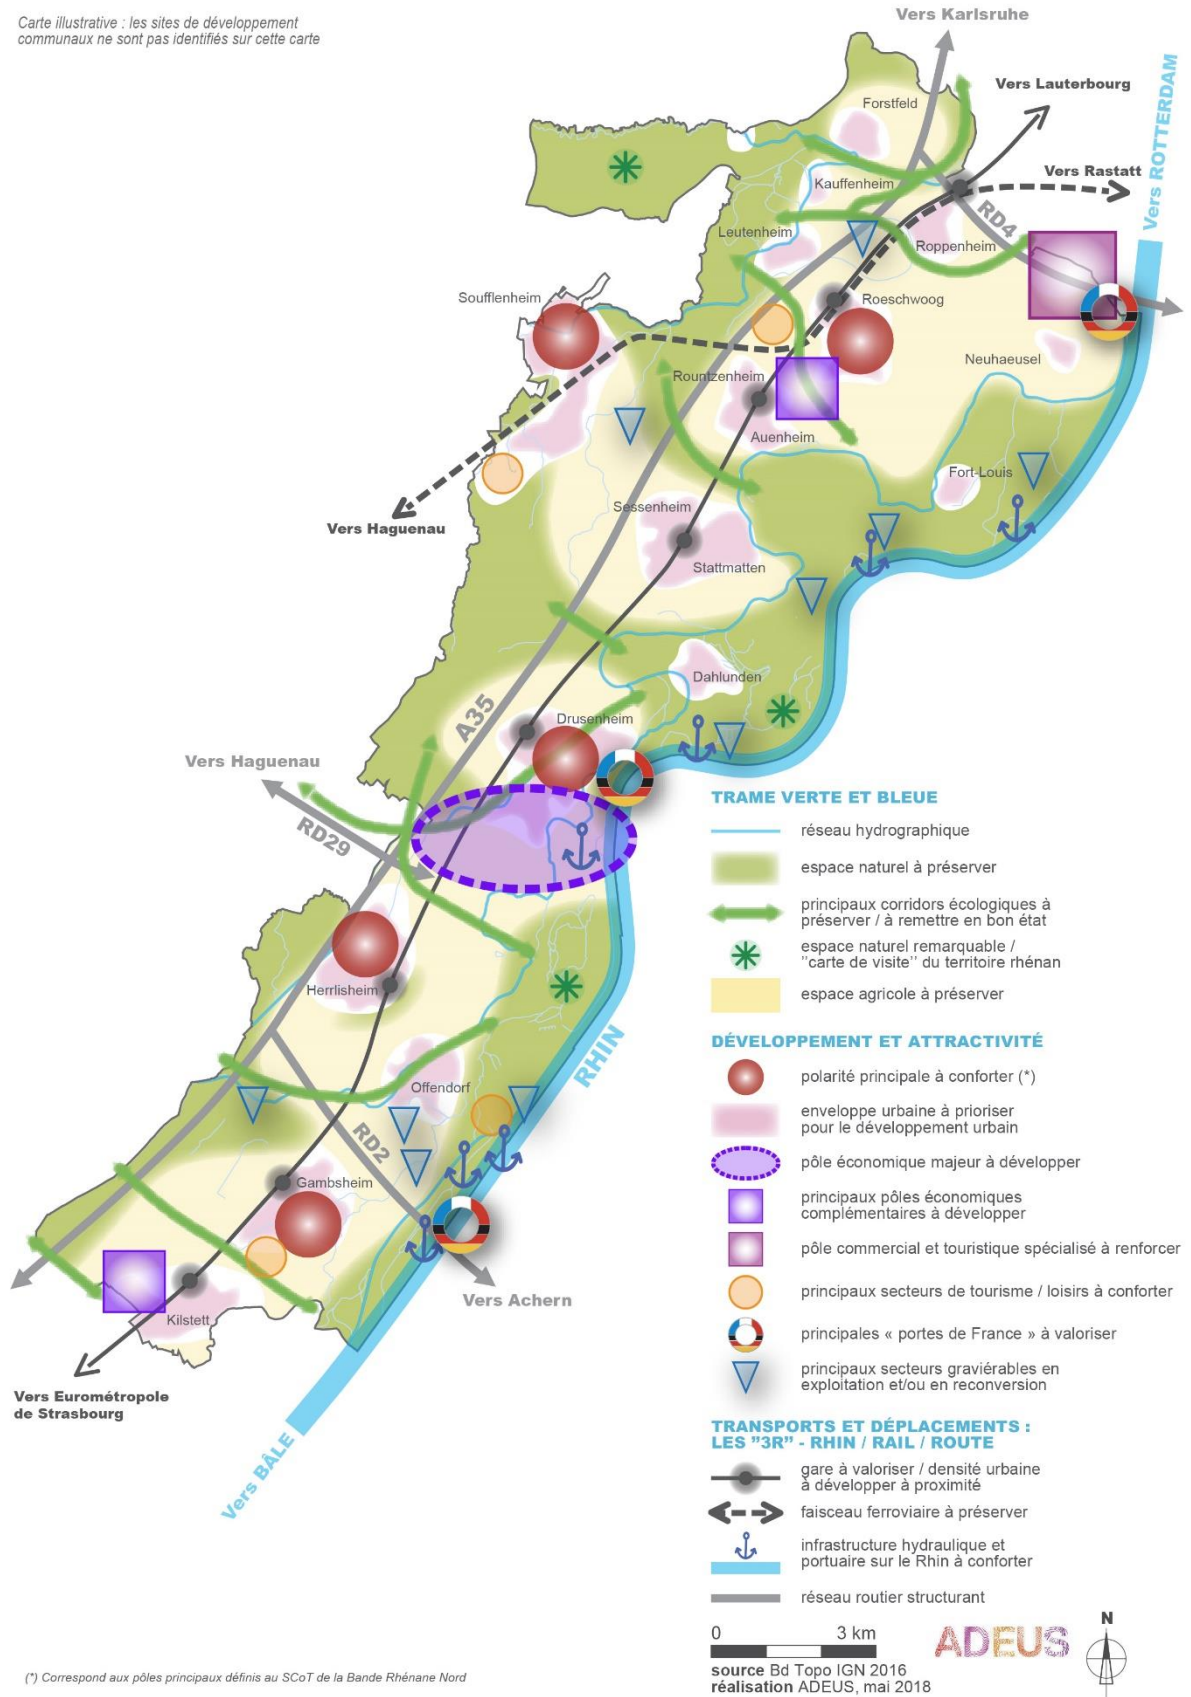 Carte illustrative : les sites de développement
communaux ne sont pas identifiés sur cette carte
Vers Karlsruhe
Vers Lauterbourg
Vers Rastatt
Vers ROTTERDAM
Forstfeld
Kauffenheim
RD4
Leutenheim
Roppenheim
Soufflenheim
Roeschwoog
Neuhaeusel
Rountzenheim
Auenheim
Fort-Louis
Vers Haguenau
Sessenheim
Stattmatten
Dahlunden
A35
Drusenheim
Vers Haguenau
RD29
Herrlisheim
RHIN
Offendorf
RD2
Gambsheim
Vers Achern
Kilstett
Vers Eurométropole
de Strasbourg
Vers BÂLE
TRAME VERTE ET BLEUE
réseau hydrographique
espace naturel à préserver
principaux corridors écologiques à
préserver / à remettre en bon état
espace naturel remarquable /
"carte de visite" du territoire rhénan
espace agricole à préserver
DÉVELOPPEMENT ET ATTRACTIVITÉ
polarité principale à conforter (*)
enveloppe urbaine à prioriser
pour le développement urbain
pôle économique majeur à développer
principaux pôles économiques
complémentaires à développer
pôle commercial et touristique spécialisé à renforcer
principaux secteurs de tourisme / loisirs à conforter
principales « portes de France » à valoriser
principaux secteurs graviérables en
exploitation et/ou en reconversion
TRANSPORTS ET DÉPLACEMENTS :
LES "3R" - RHIN / RAIL / ROUTE
gare à valoriser / densité urbaine
à développer à proximité
faisceau ferroviaire à préserver
infrastructure hydraulique et
portuaire sur le Rhin à conforter
réseau routier structurant
0 3 km
ADEUS
N
source Bd Topo IGN 2016
réalisation ADEUS, mai 2018
(*) Correspond aux pôles principaux définis au SCoT de la Bande Rhénane Nord